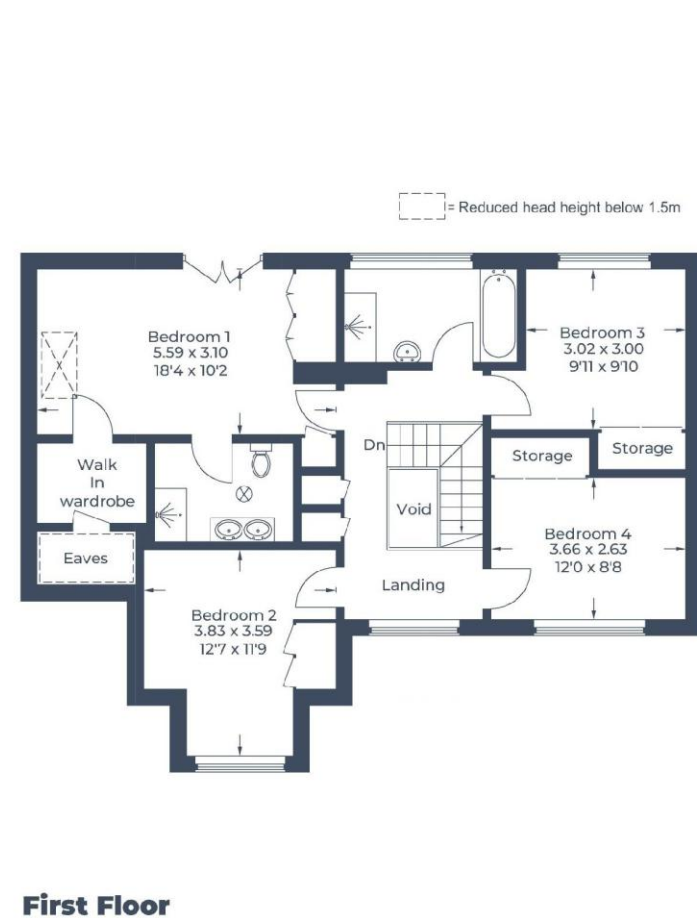 = Reduced head height below 1.5m
Bedroom 1
5.59 x 3.10
18'4 x 10'2
Bedroom 3
3.02 x 3.00
9'11 x 9'10
Dn
Storage
Storage
Walk
In
wardrobe
Void
Bedroom 4
3.66 x 2.63
12'0 x 8'8
Eaves
Landing
Bedroom 2
3.83 x 3.59
12'7 x 11'9
First Floor